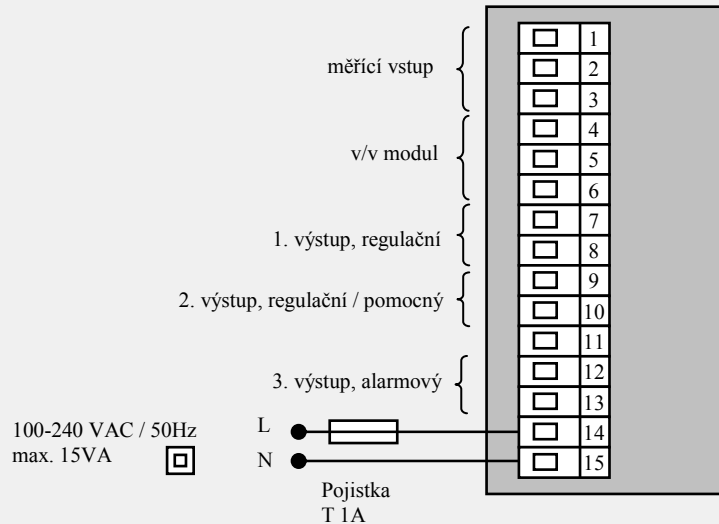 1
měřící vstup
2
3
4
v/v modul
5
6
7
1. výstup, regulační
8
9
2. výstup, regulační / pomocný
10
11
12
3. výstup, alarmový
13
100-240 VAC / 50Hz
L
14
max. 15VA
N
15
Pojistka
T 1A